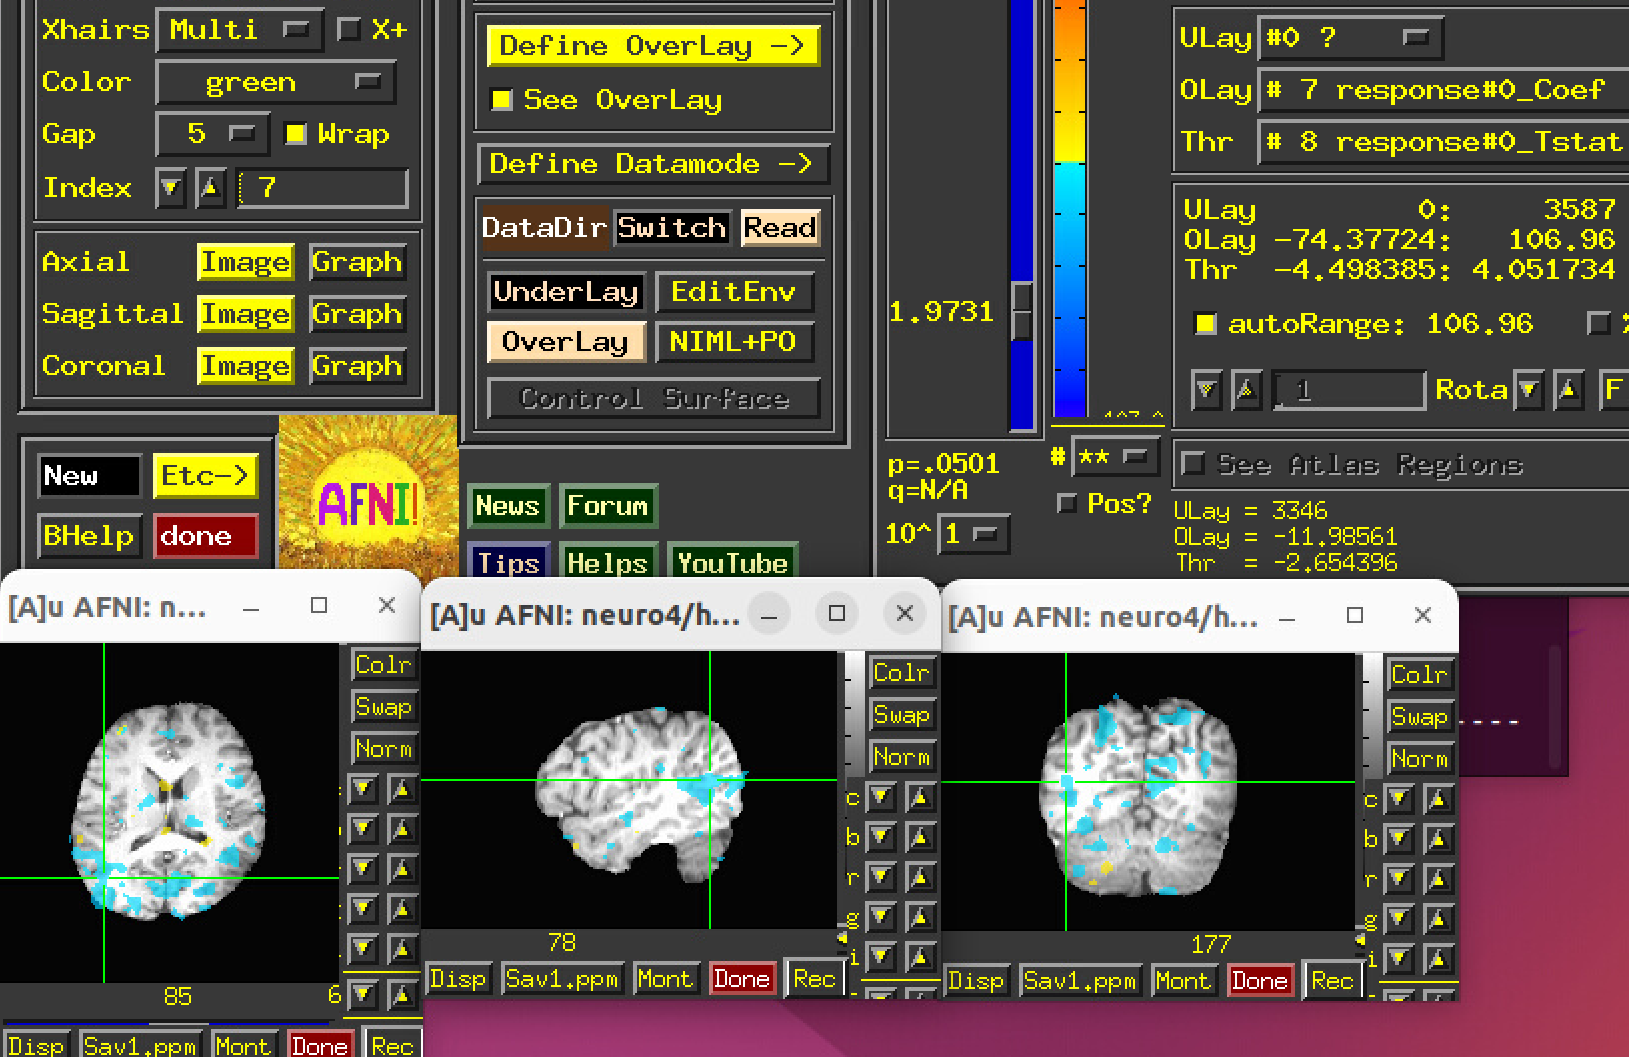 Xhairs Multi X+
Color green
Gap 5 Wrap
Index 7
Axial Image Graph
Sagittal Image Graph
Coronal Image Graph
New Etc->
BHelp done
AFNI!
Define OverLay ->
See OverLay
Define Datamode ->
DataDir Switch Read
UnderLay EditEnv
OverLay NIML+PO
Control Surface
News Forum
Tips Helps YouTube
1.9731
p=.0501
q=N/A
10^ 1
# **
Pos?
ULay #0 ?
OLay # 7 response#0_Coef
Thr # 8 response#0_Tstat
ULay 0: 3587
OLay -74.37724: 106.96
Thr -4.498385: 4.051734
autoRange: 106.96 %
1 Rota F
See Atlas Regions
ULay = 3346
OLay = -11.98561
Thr = -2.654396
[A]u AFNI: n...
Colr
Swap
Norm
85 6
Disp Sav1.ppm Mont Done Rec
[A]u AFNI: neuro4/h...
Colr
Swap
Norm
c
b
r
g
i
78
Disp Sav1.ppm Mont Done Rec
[A]u AFNI: neuro4/h...
Colr
Swap
Norm
c
b
r
g
i
177
Disp Sav1.ppm Mont Done Rec
----